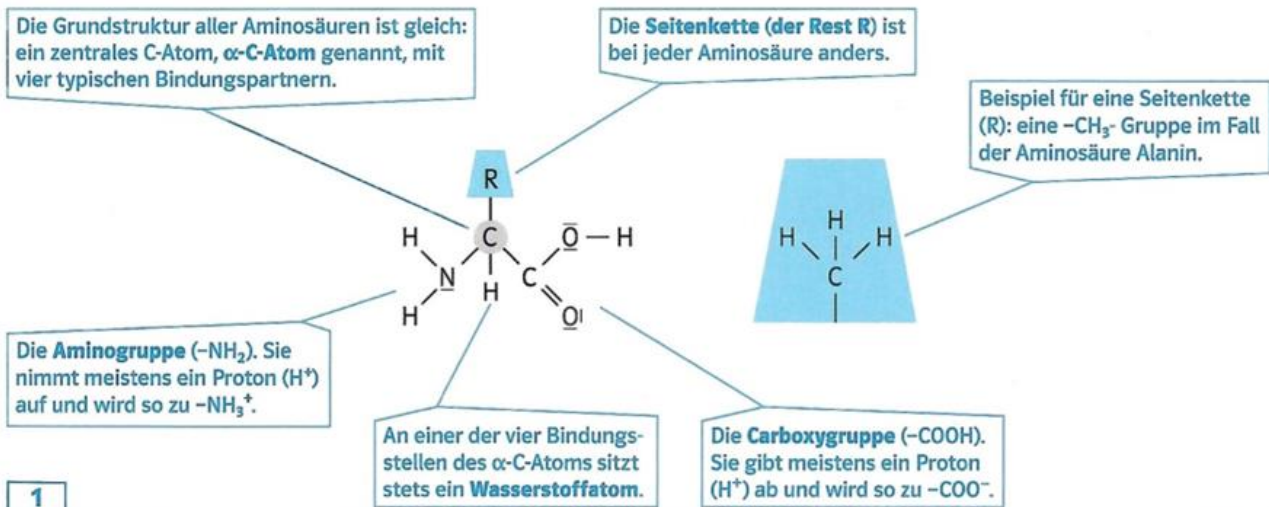 Die Grundstruktur aller Aminosäuren ist gleich:
ein zentrales C-Atom, α-C-Atom genannt, mit
vier typischen Bindungspartnern.
Die Seitenkette (der Rest R) ist
bei jeder Aminosäure anders.
Beispiel für eine Seitenkette
(R): eine –CH₃- Gruppe im Fall
der Aminosäure Alanin.
R
H C O̲̅ — H
N̲ H C
H O̲I
H
H H
C
Die Aminogruppe (–NH₂). Sie
nimmt meistens ein Proton (H⁺)
auf und wird so zu –NH₃⁺.
An einer der vier Bindungs-
stellen des α-C-Atoms sitzt
stets ein Wasserstoffatom.
Die Carboxygruppe (–COOH).
Sie gibt meistens ein Proton
(H⁺) ab und wird so zu –COO⁻.
1